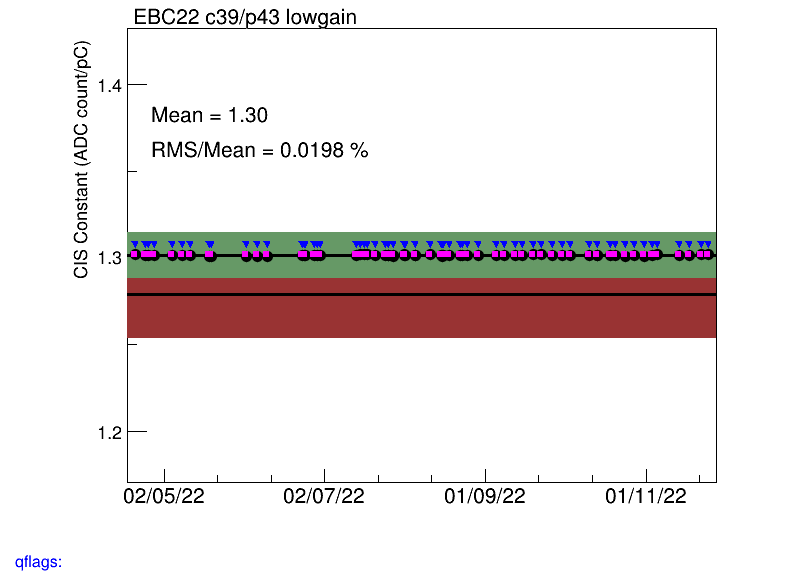 EBC22 c39/p43 lowgain
CIS Constant (ADC count/pC)
Mean = 1.30
RMS/Mean = 0.0198 %
1.4
1.3
1.2
02/05/22 02/07/22 01/09/22 01/11/22
qflags: